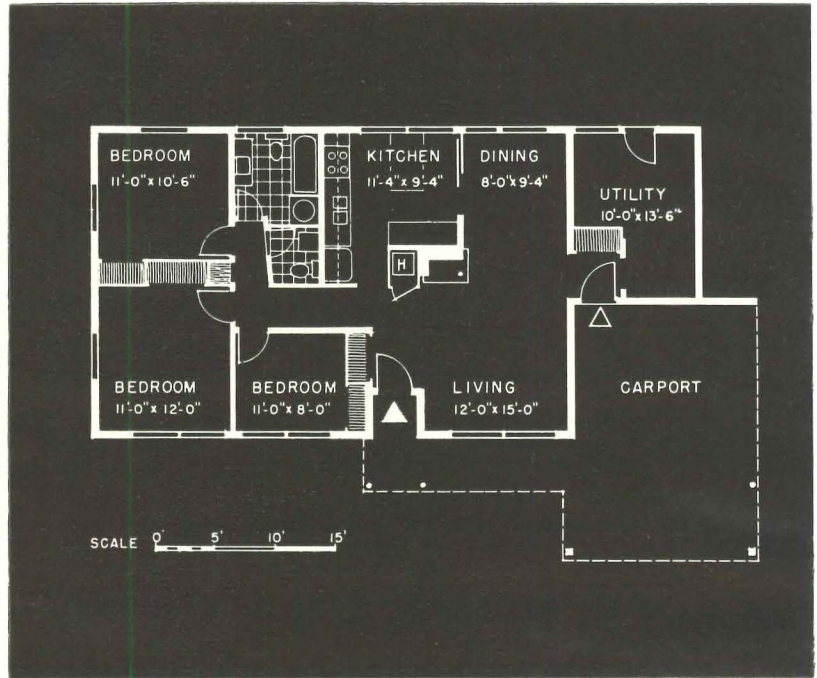 BEDROOM
11'-0" x 10'-6"
KITCHEN
11'-4" x 9'-4"
DINING
8'-0" x 9'-4"
UTILITY
10'-0" x 13'-6"
H
BEDROOM
11'-0" x 12'-0"
BEDROOM
11'-0" x 8'-0"
LIVING
12'-0" x 15'-0"
CARPORT
SCALE 0' 5' 10' 15'